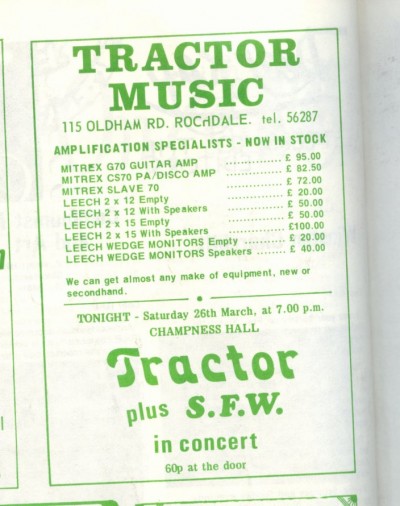 TRACTOR
MUSIC
115 OLDHAM RD. ROCHDALE. tel. 56287
AMPLIFICATION SPECIALISTS - NOW IN STOCK
MITREX G70 GUITAR AMP .............. £ 95.00
MITREX CS70 PA/DISCO AMP .............. £ 82.50
MITREX SLAVE 70 .............. £ 72.00
LEECH 2 x 12 Empty .............. £ 20.00
LEECH 2 x 12 With Speakers .............. £ 50.00
LEECH 2 x 15 Empty .............. £ 50.00
LEECH 2 x 15 With Speakers .............. £100.00
LEECH WEDGE MONITORS Empty ........ £ 20.00
LEECH WEDGE MONITORS Speakers ........ £ 40.00
We can get almost any make of equipment, new or
secondhand.
TONIGHT - Saturday 26th March, at 7.00 p.m.
CHAMPNESS HALL
Tractor
plus S.F.W.
in concert
60p at the door